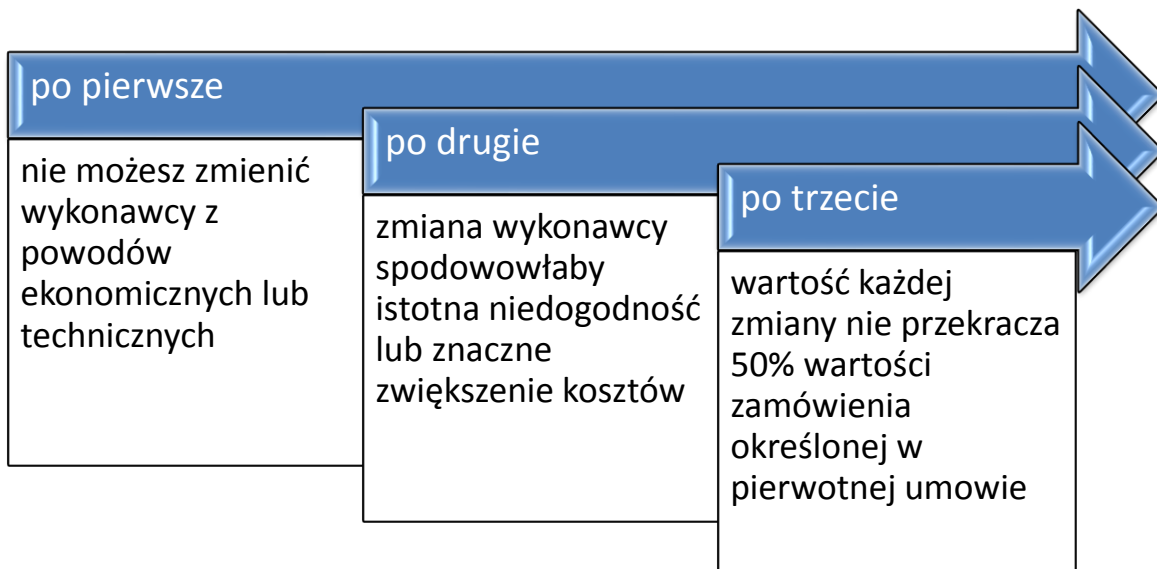 po pierwsze
nie możesz zmienić
wykonawcy z
powodów
ekonomicznych lub
technicznych
po drugie
zmiana wykonawcy
spodowowłaby
istotna niedogodność
lub znaczne
zwiększenie kosztów
po trzecie
wartość każdej
zmiany nie przekracza
50% wartości
zamówienia
określonej w
pierwotnej umowie